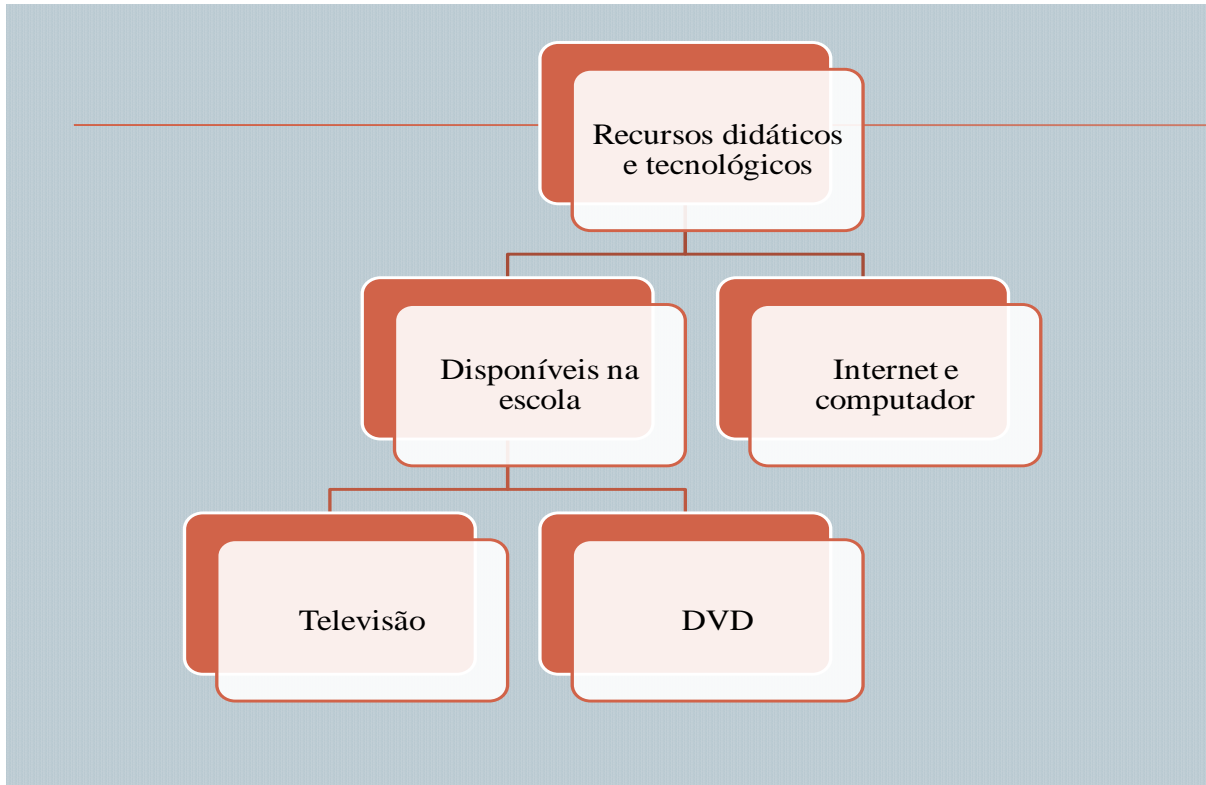 Recursos didáticos
e tecnológicos
Disponíveis na
escola
Internet e
computador
Televisão
DVD